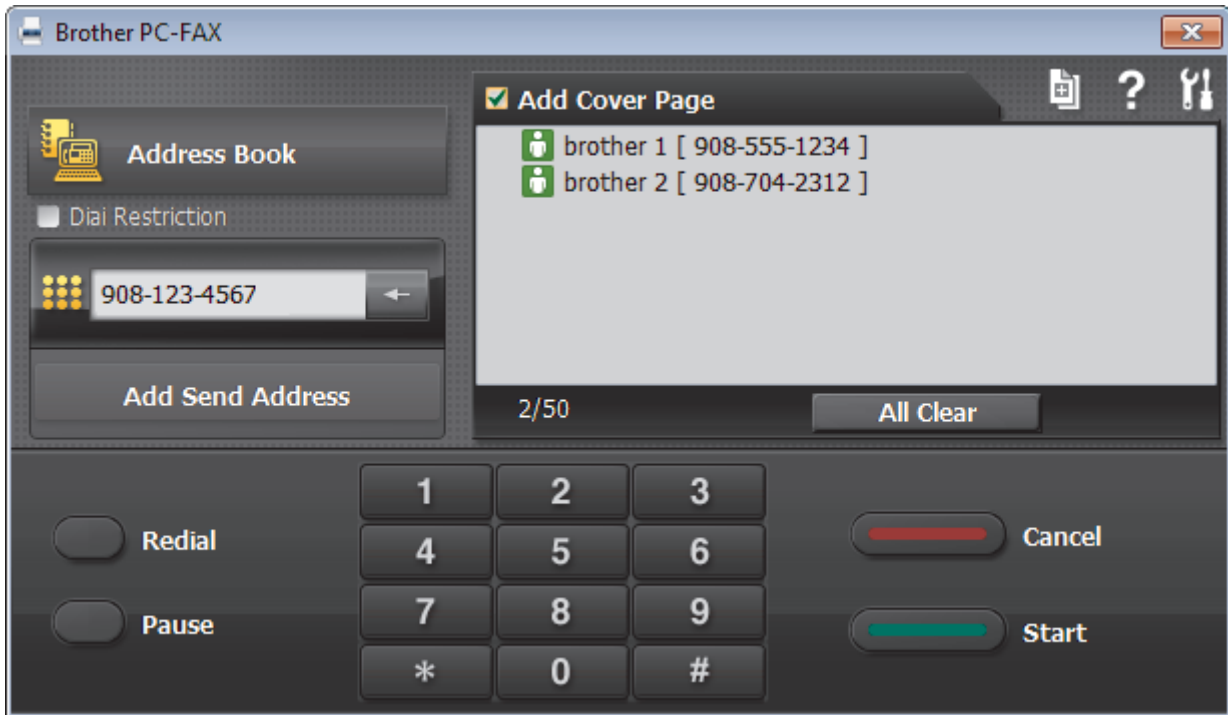 Brother PC-FAX
Address Book
Diai Restriction
908-123-4567
Add Send Address
Add Cover Page
?
brother 1 [ 908-555-1234 ]
brother 2 [ 908-704-2312 ]
2/50
All Clear
Redial
Pause
1 2 3
4 5 6
7 8 9
* 0 #
Cancel
Start